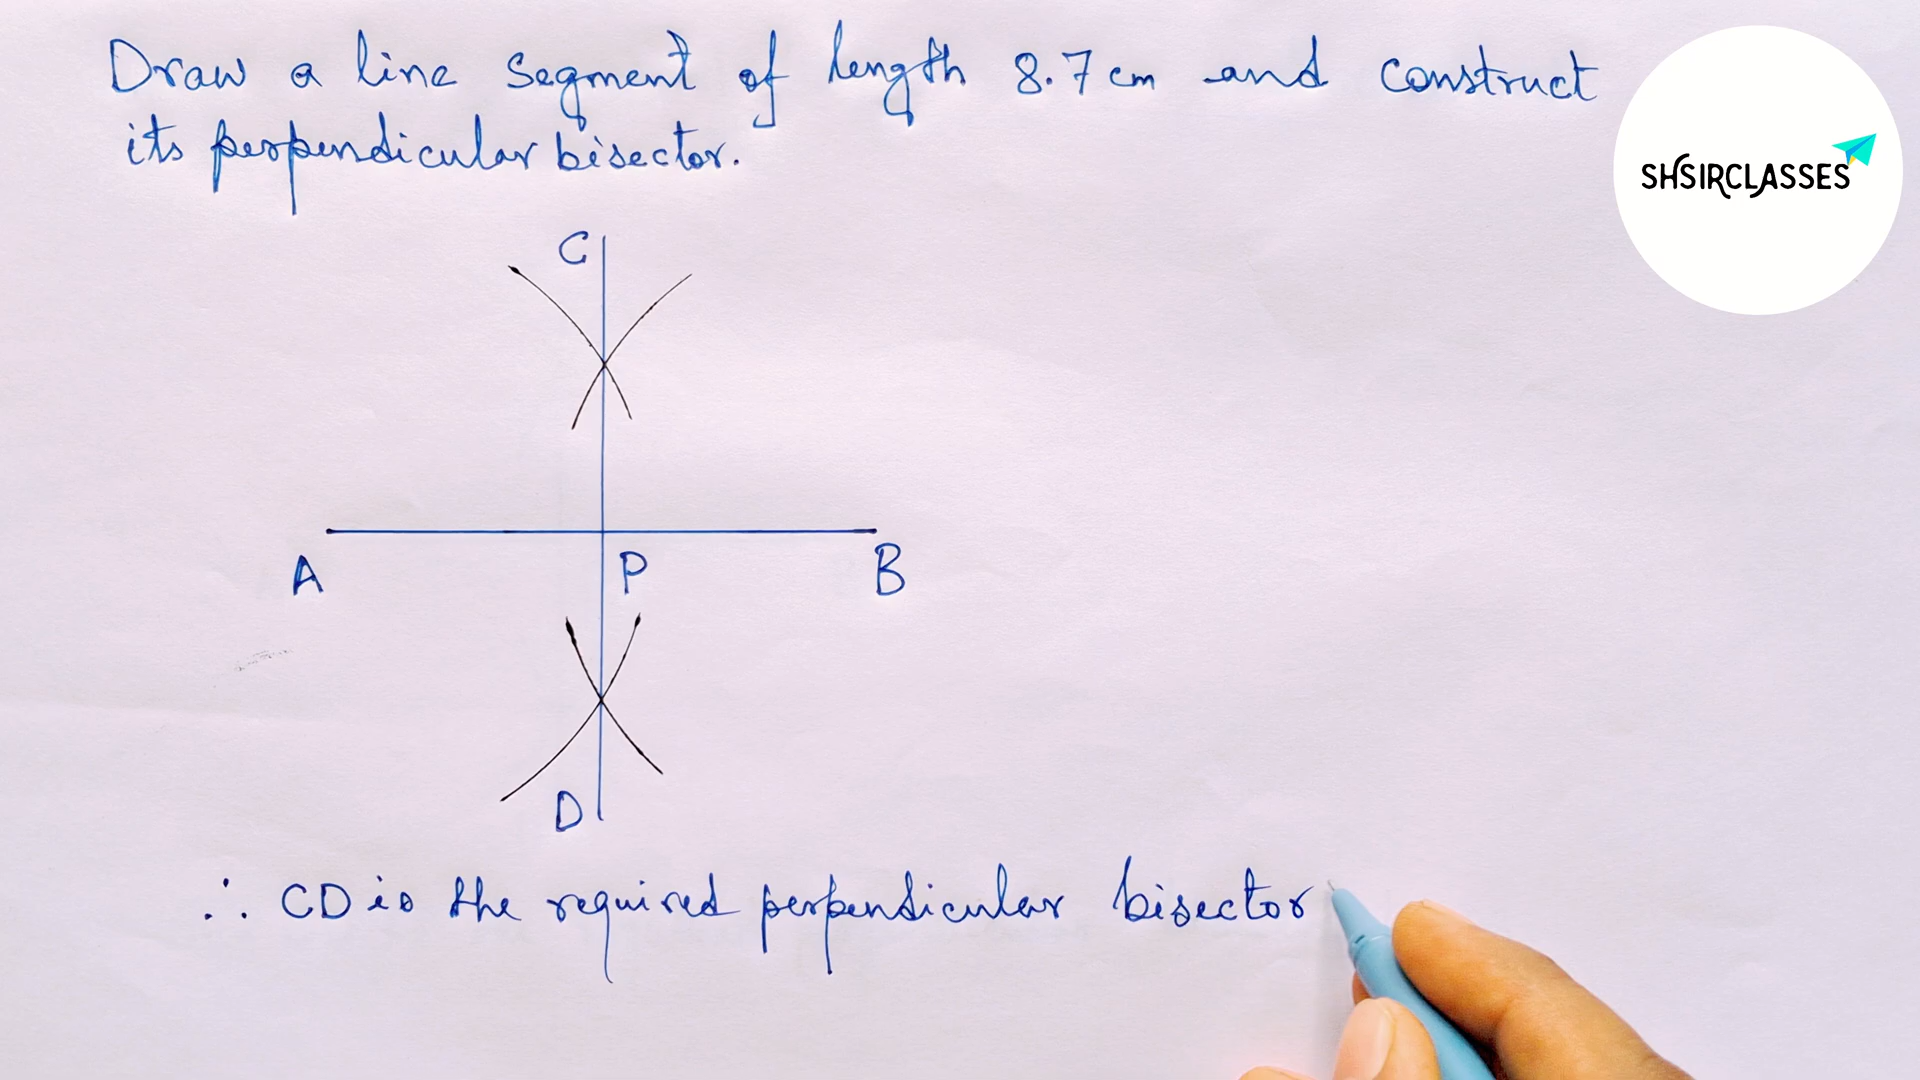 Draw a line segment of length 8.7 cm and construct
its perpendicular bisector.
SHSIRCLASSES
C
A
P
B
D
∴ CD is the required perpendicular bisector